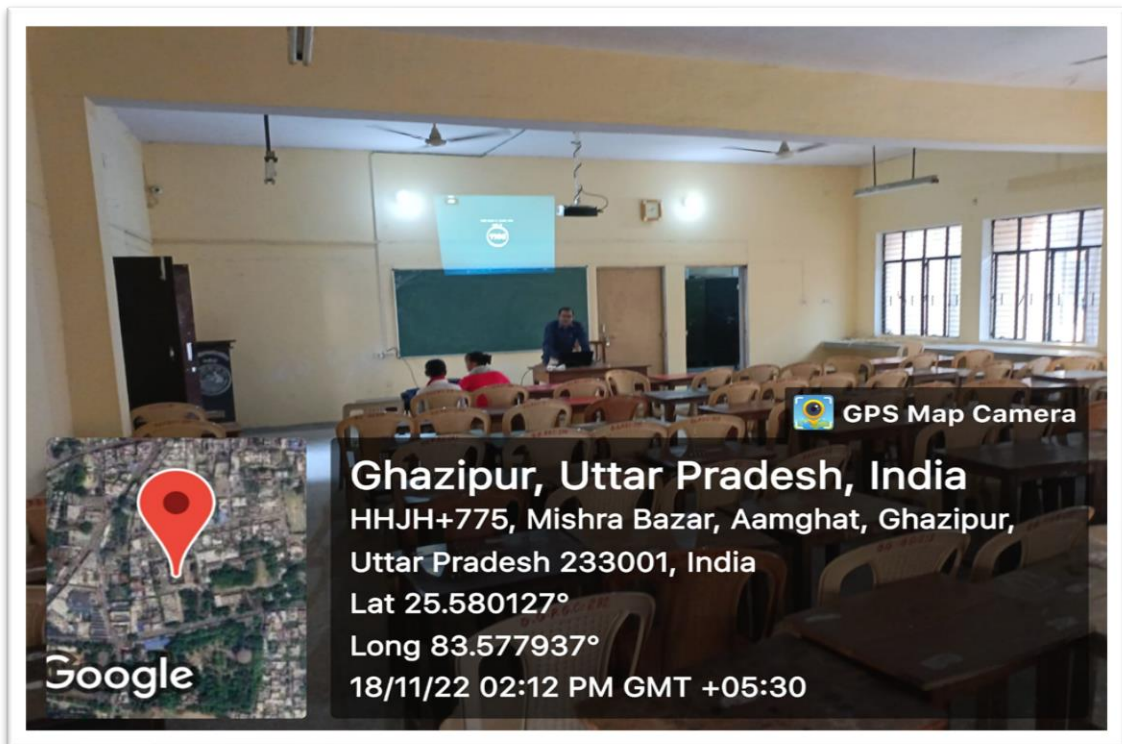 GPS Map Camera
Ghazipur, Uttar Pradesh, India
HHJH+775, Mishra Bazar, Aamghat, Ghazipur,
Uttar Pradesh 233001, India
Lat 25.580127°
Long 83.577937°
18/11/22 02:12 PM GMT +05:30
Google